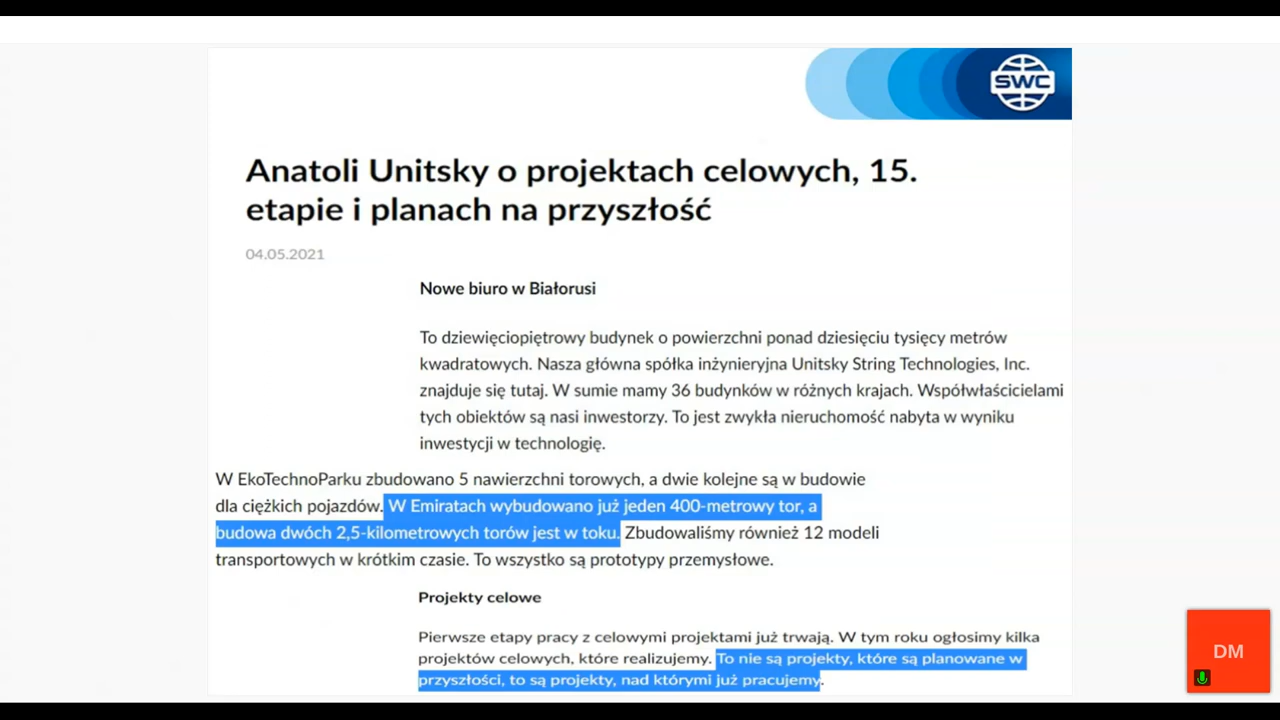 SWC
Anatoli Unitsky o projektach celowych, 15.
etapie i planach na przyszłość
04.05.2021
Nowe biuro w Białorusi
To dziewięciopiętrowy budynek o powierzchni ponad dziesięciu tysięcy metrów
kwadratowych. Nasza główna spółka inżynieryjna Unitsky String Technologies, Inc.
znajduje się tutaj. W sumie mamy 36 budynków w różnych krajach. Współwłaścicielami
tych obiektów są nasi inwestorzy. To jest zwykła nieruchomość nabyta w wyniku
inwestycji w technologię.
W EkoTechnoParku zbudowano 5 nawierzchni torowych, a dwie kolejne są w budowie
dla ciężkich pojazdów. W Emiratach wybudowano już jeden 400-metrowy tor, a
budowa dwóch 2,5-kilometrowych torów jest w toku. Zbudowaliśmy również 12 modeli
transportowych w krótkim czasie. To wszystko są prototypy przemysłowe.
Projekty celowe
Pierwsze etapy pracy z celowymi projektami już trwają. W tym roku ogłosimy kilka
projektów celowych, które realizujemy. To nie są projekty, które są planowane w
przyszłości, to są projekty, nad którymi już pracujemy.
DM